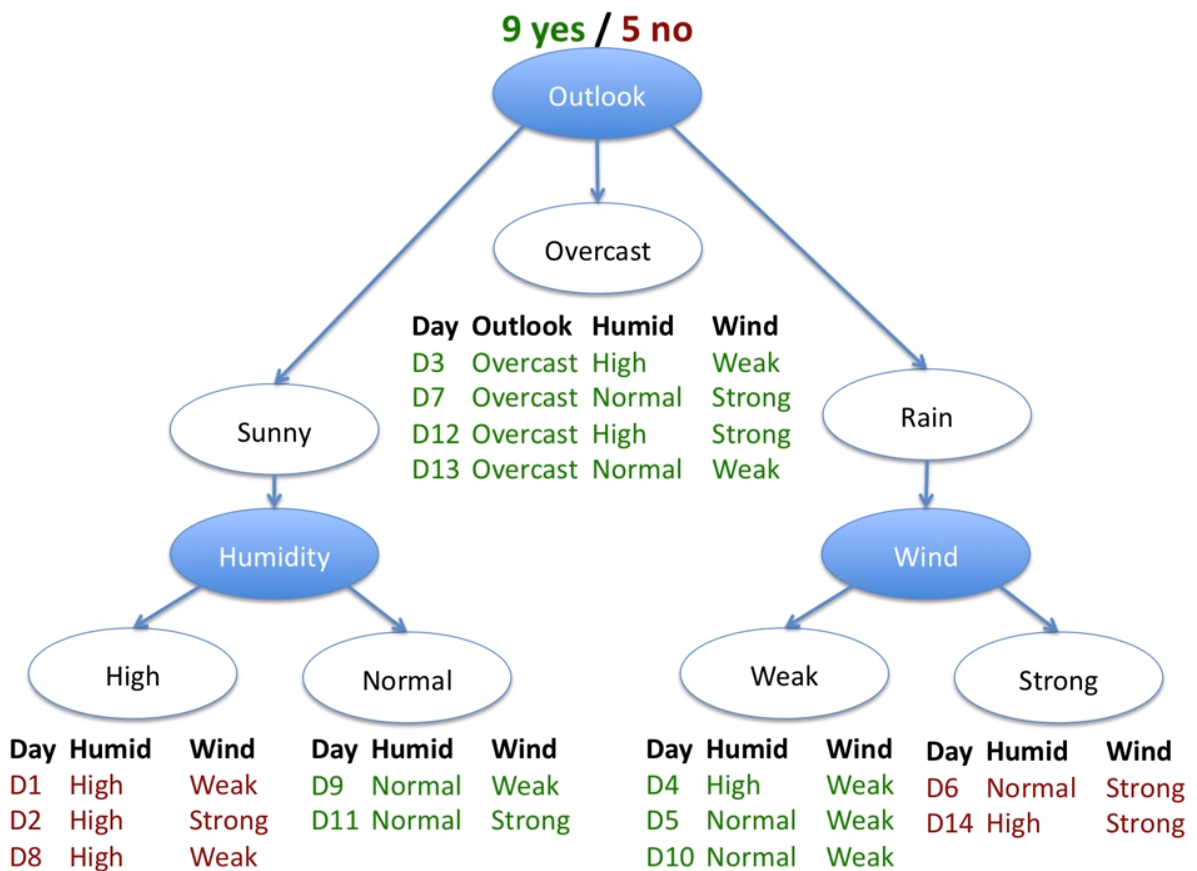 9 yes / 5 no
Outlook
Overcast
Day Outlook Humid Wind
D3 Overcast High Weak
D7 Overcast Normal Strong
D12 Overcast High Strong
D13 Overcast Normal Weak
Sunny
Rain
Humidity
Wind
High
Normal
Weak
Strong
Day Humid Wind
D1 High Weak
D2 High Strong
D8 High Weak
Day Humid Wind
D9 Normal Weak
D11 Normal Strong
Day Humid Wind
D4 High Weak
D5 Normal Weak
D10 Normal Weak
Day Humid Wind
D6 Normal Strong
D14 High Strong